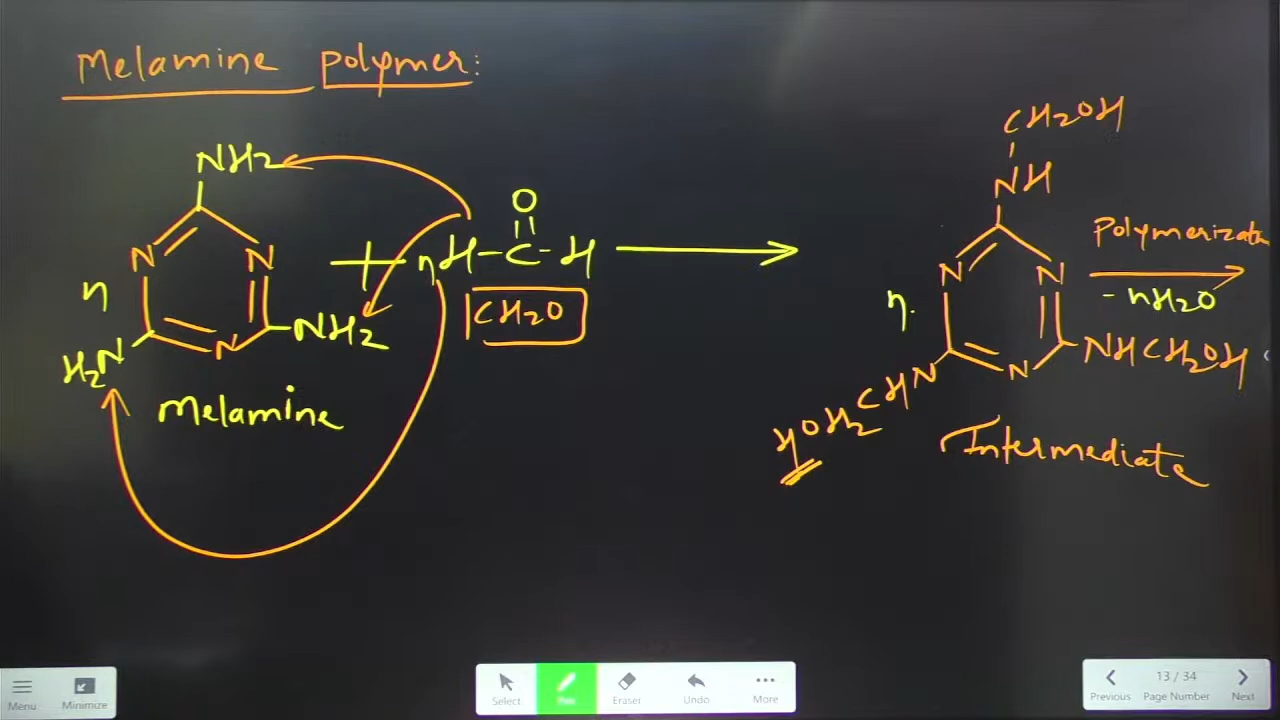 Melamine polymer:
NH2
N
N
n
N
H2N
NH2
Melamine
+
O
nH-C-H
CH2O
CH2OH
NH
N
N
n.
N
NHCH2OH
HOH2CHN
Intermediate
Polymerizat
-nH2O
Menu
Minimize
Select
Pen
Eraser
Undo
More
Previous
13 / 34
Page Number
Next